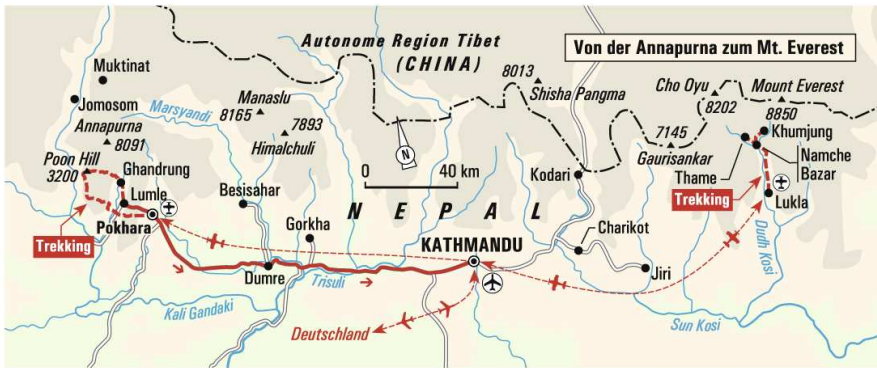 Von der Annapurna zum Mt. Everest
Autonome Region Tibet
(CHINA)
Muktinat
Jomosom
Annapurna
8091
Poon Hill
3200
Ghandrung
Lumle
Pokhara
Trekking
Marsyandi
Manaslu
8165
7893
Himalchuli
Besisahar
Gorkha
Dumre
Trisuli
Kali Gandaki
N
0
40 km
NEPAL
KATHMANDU
Deutschland
8013
Shisha Pangma
Kodari
Charikot
Jiri
7145
Gaurisankar
Cho Oyu
8202
Mount Everest
8850
Khumjung
Namche
Bazar
Thame
Trekking
Lukla
Dudh Kosi
Sun Kosi